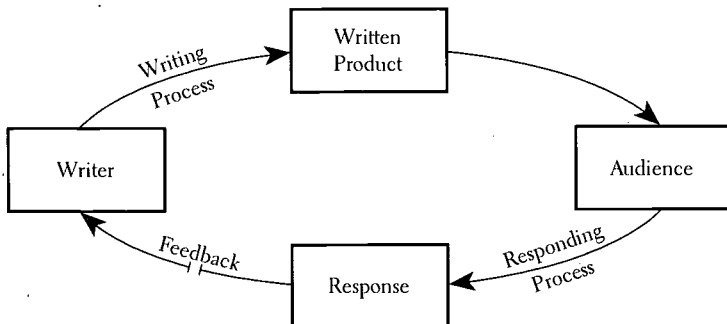 Written
Product
Writing
Process
Writer
Audience
Feedback
Responding
Process
Response